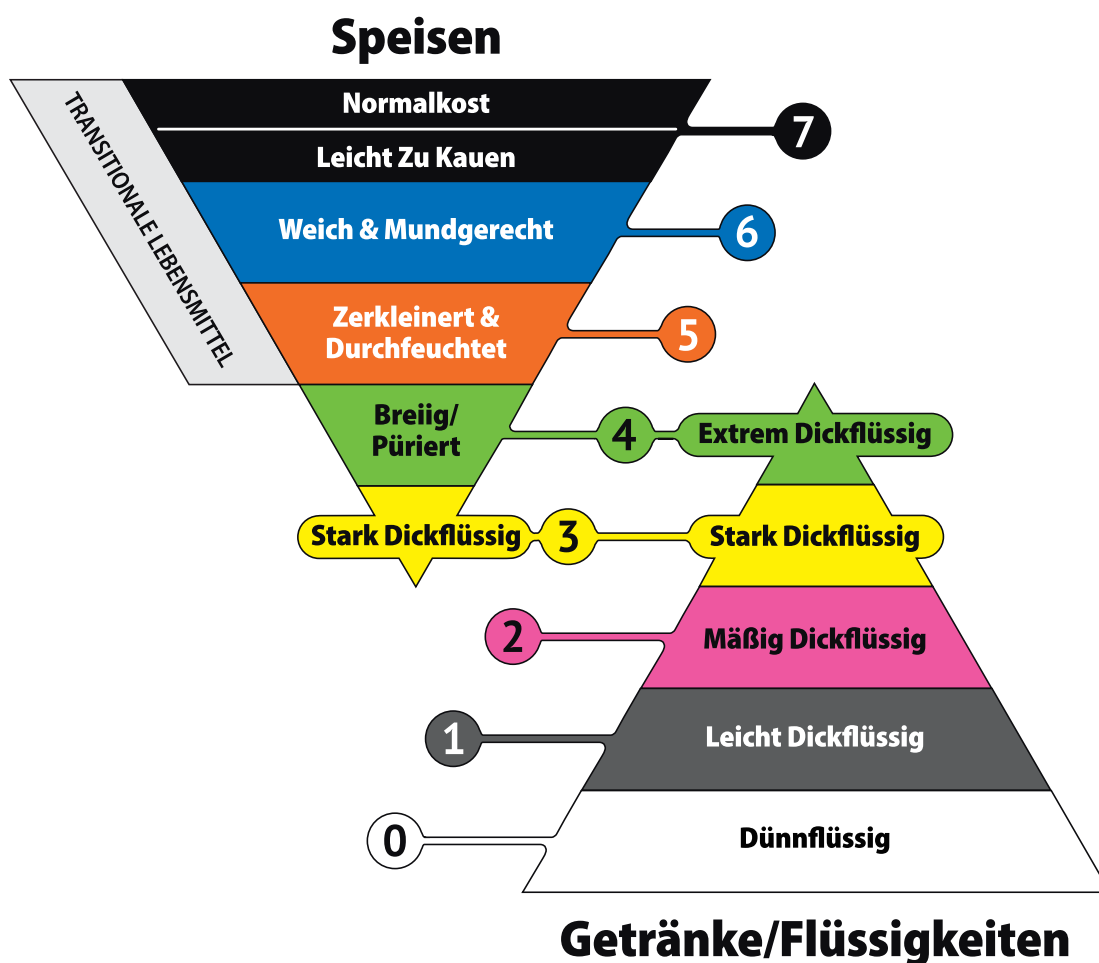 Speisen
TRANSITIONALE LEBENSMITTEL
Normalkost
7
Leicht Zu Kauen
Weich & Mundgerecht
6
Zerkleinert &
Durchfeuchtet
5
Breiig/
Püriert
4
Extrem Dickflüssig
Stark Dickflüssig
3
Stark Dickflüssig
2
Mäßig Dickflüssig
1
Leicht Dickflüssig
0
Dünnflüssig
Getränke/Flüssigkeiten